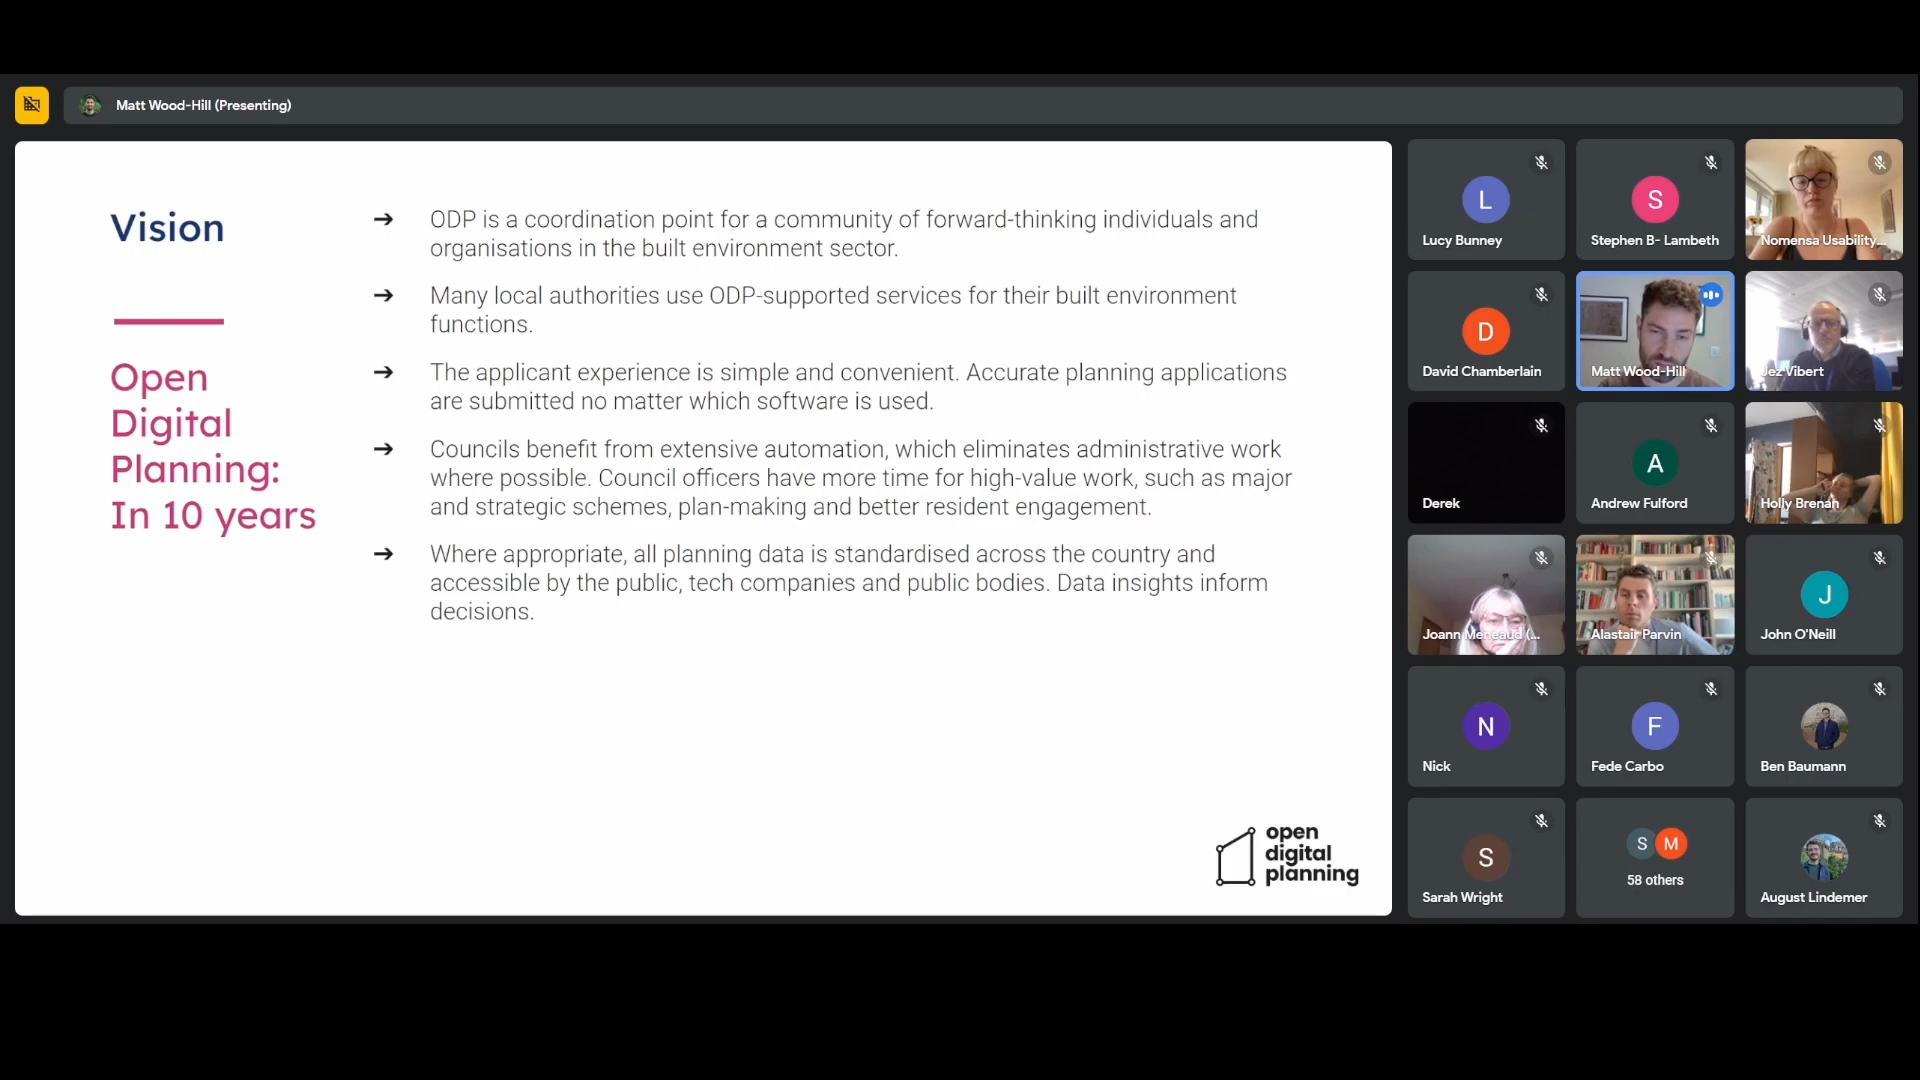 Matt Wood-Hill (Presenting)
Vision
Open
Digital
Planning:
In 10 years
➔ ODP is a coordination point for a community of forward-thinking individuals and
organisations in the built environment sector.
➔ Many local authorities use ODP-supported services for their built environment
functions.
➔ The applicant experience is simple and convenient. Accurate planning applications
are submitted no matter which software is used.
➔ Councils benefit from extensive automation, which eliminates administrative work
where possible. Council officers have more time for high-value work, such as major
and strategic schemes, plan-making and better resident engagement.
➔ Where appropriate, all planning data is standardised across the country and
accessible by the public, tech companies and public bodies. Data insights inform
decisions.
open
digital
planning
L
Lucy Bunney
S
Stephen B- Lambeth
Nomensa Usability...
D
David Chamberlain
Matt Wood-Hill
Jez Vibert
Derek
A
Andrew Fulford
Holly Brenan
Joann Meneaud (...
Alastair Parvin
J
John O'Neill
N
Nick
F
Fede Carbo
Ben Baumann
S
Sarah Wright
S M
58 others
August Lindemer